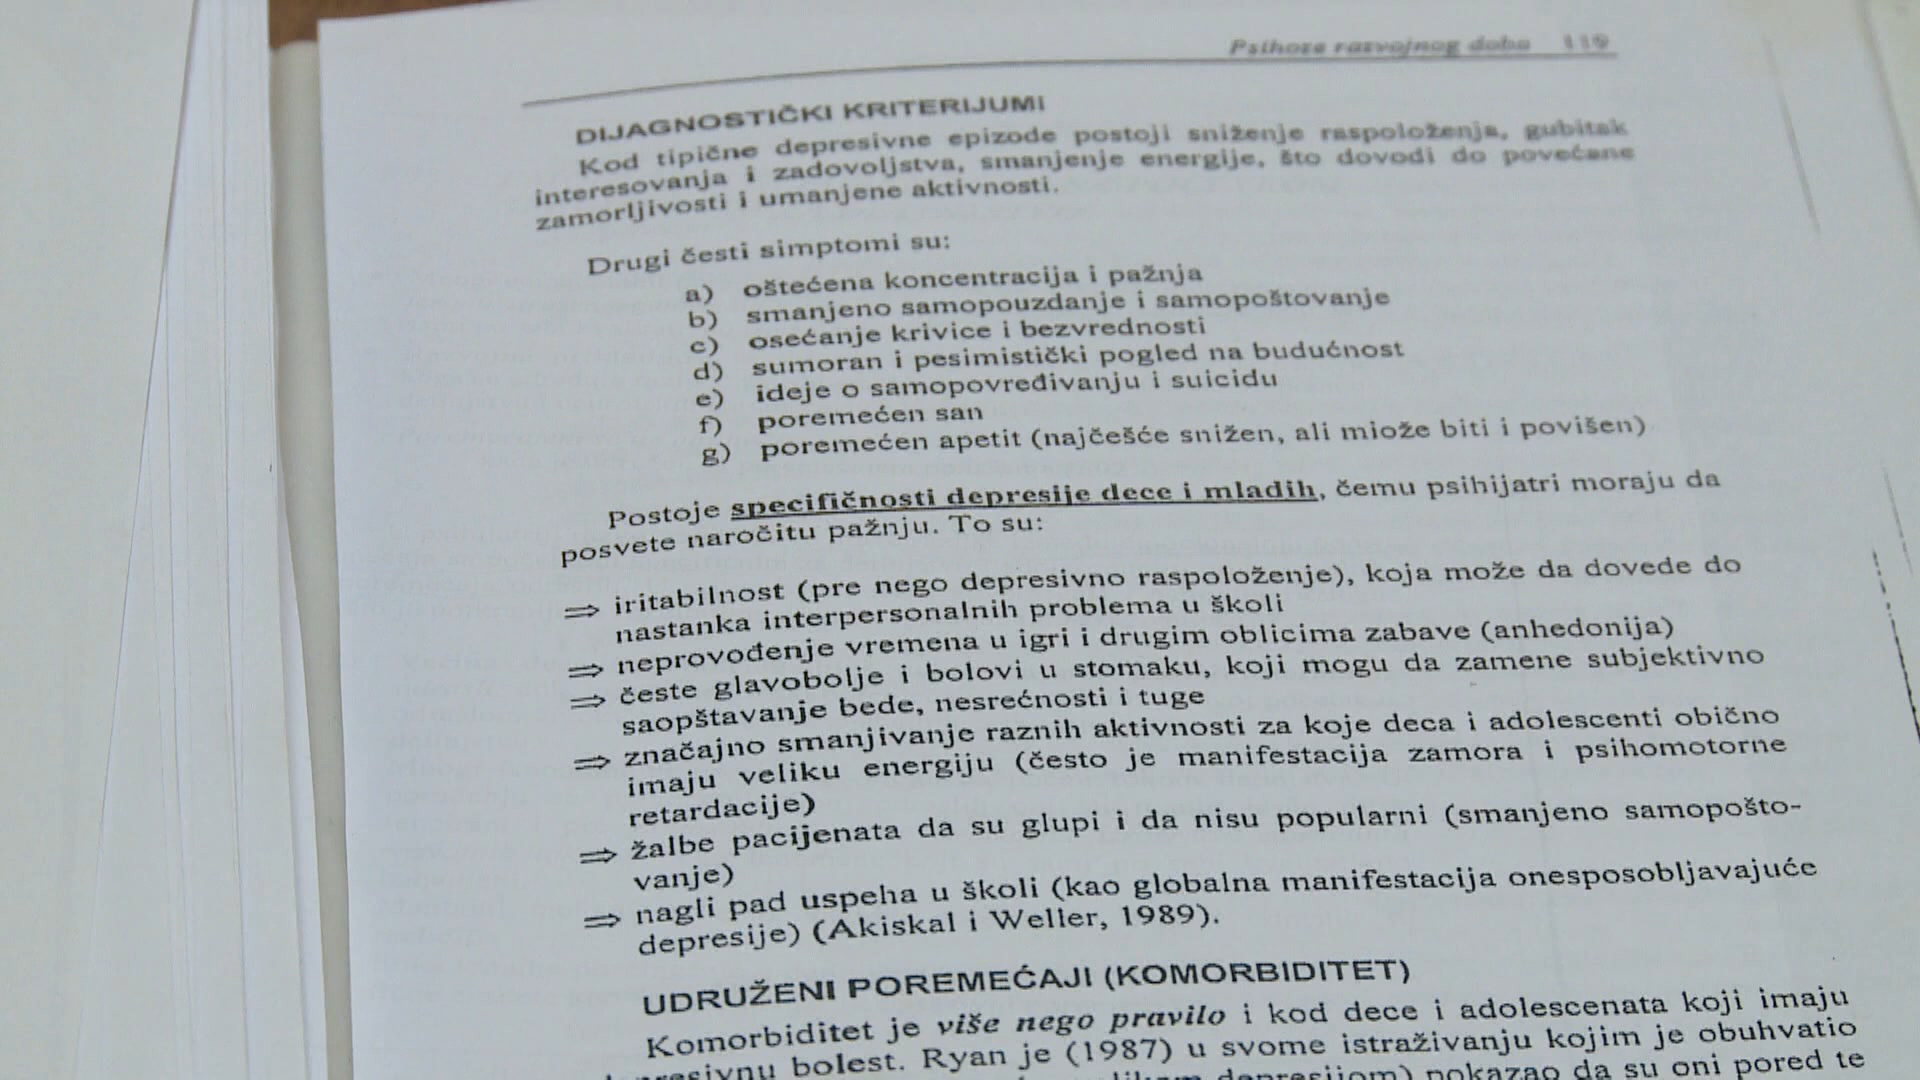 Psihoze razvojnog doba 119
DIJAGNOSTIČKI KRITERIJUMI
Kod tipične depresivne epizode postoji sniženje raspoloženja, gubitak
interesovanja i zadovoljstva, smanjenje energije, što dovodi do povećane
zamorljivosti i umanjene aktivnosti.
Drugi česti simptomi su:
a) oštećena koncentracija i pažnja
b) smanjeno samopouzdanje i samopoštovanje
c) osećanje krivice i bezvrednosti
d) sumoran i pesimistički pogled na budućnost
e) ideje o samopovređivanju i suicidu
f) poremećen san
g) poremećen apetit (najčešće snižen, ali miože biti i povišen)
Postoje specifičnosti depresije dece i mladih, čemu psihijatri moraju da
posvete naročitu pažnju. To su:
⇒ iritabilnost (pre nego depresivno raspoloženje), koja može da dovede do
nastanka interpersonalnih problema u školi
⇒ neprovođenje vremena u igri i drugim oblicima zabave (anhedonija)
⇒ česte glavobolje i bolovi u stomaku, koji mogu da zamene subjektivno
saopštavanje bede, nesrećnosti i tuge
⇒ značajno smanjivanje raznih aktivnosti za koje deca i adolescenti obično
imaju veliku energiju (često je manifestacija zamora i psihomotorne
retardacije)
⇒ žalbe pacijenata da su glupi i da nisu popularni (smanjeno samopošto-
vanje)
⇒ nagli pad uspeha u školi (kao globalna manifestacija onesposobljavajuće
depresije) (Akiskal i Weller, 1989).
UDRUŽENI POREMEĆAJI (KOMORBIDITET)
Komorbiditet je više nego pravilo i kod dece i adolescenata koji imaju
bolest. Ryan je (1987) u svome istraživanju kojim je obuhvatio
depresijom) pokazao da su oni pored te